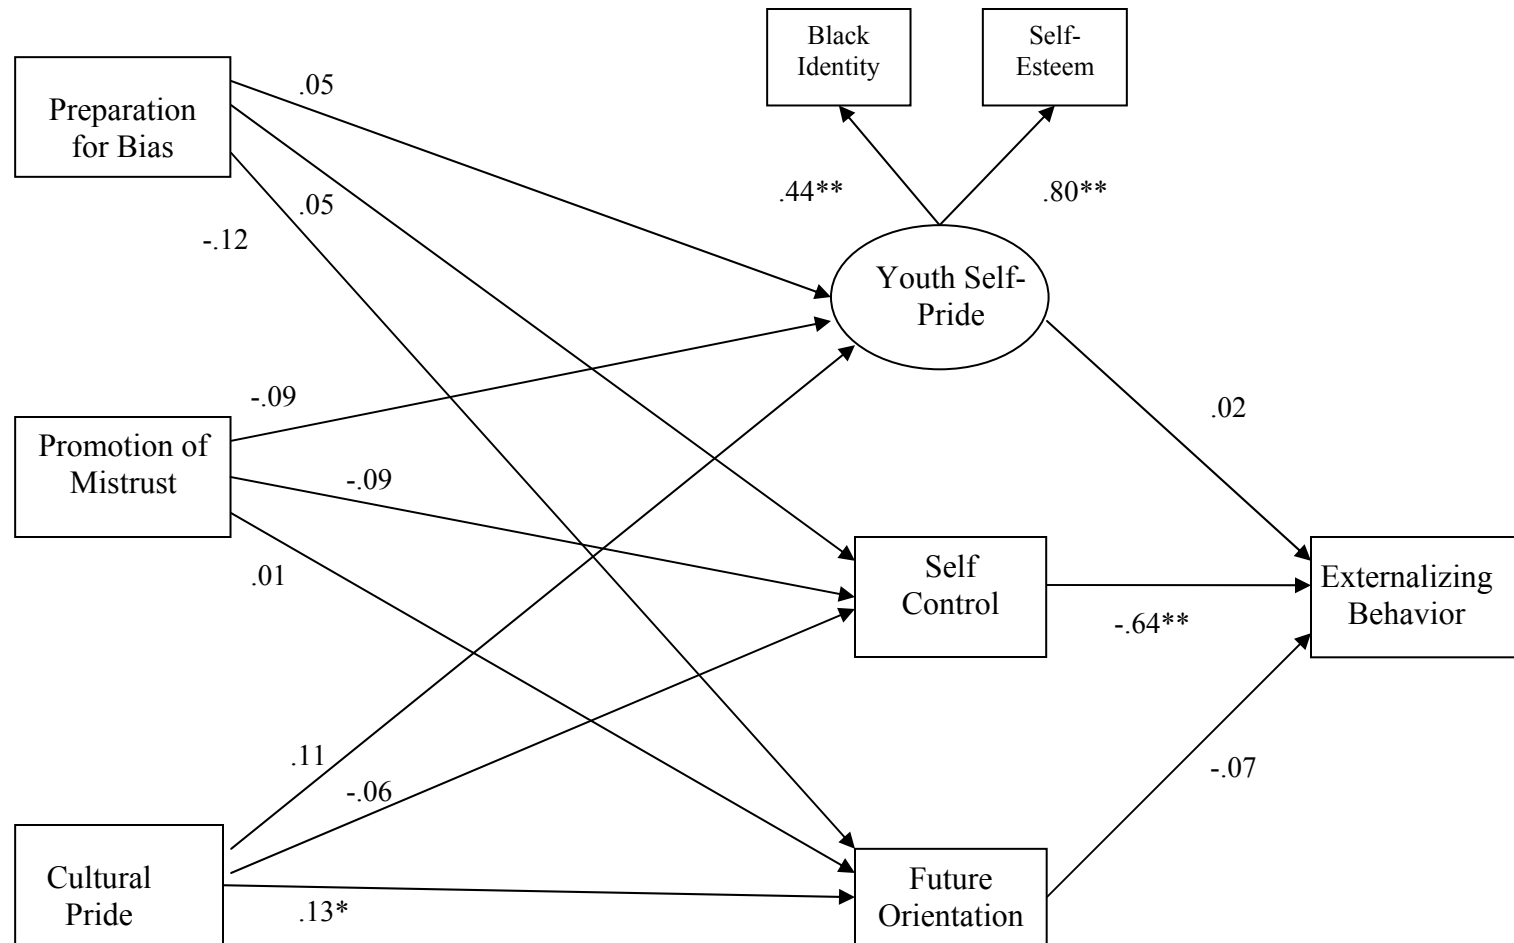 Black
Identity
Self-
Esteem
Preparation
for Bias
.05
.05
-.12
.44**
.80**
Youth Self-
Pride
Promotion of
Mistrust
-.09
-.09
.01
.02
Self
Control
-.64**
Externalizing
Behavior
Cultural
Pride
.11
-.06
.13*
Future
Orientation
-.07